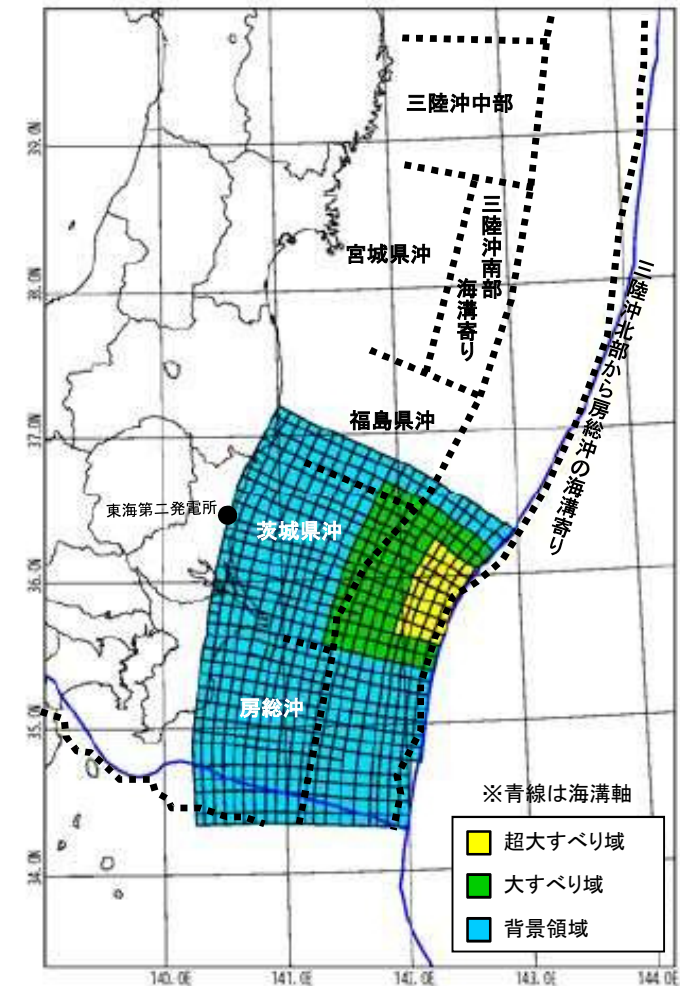 三陸沖中部
39.0N
三陸沖南部
海溝寄り
宮城県沖
38.0N
三陸沖北部から房総沖の海溝寄り
福島県沖
37.0N
東海第二発電所
茨城県沖
36.0N
房総沖
35.0N
※青線は海溝軸
超大すべり域
大すべり域
背景領域
34.0N
140.0E
141.0E
142.0E
143.0E
144.0E